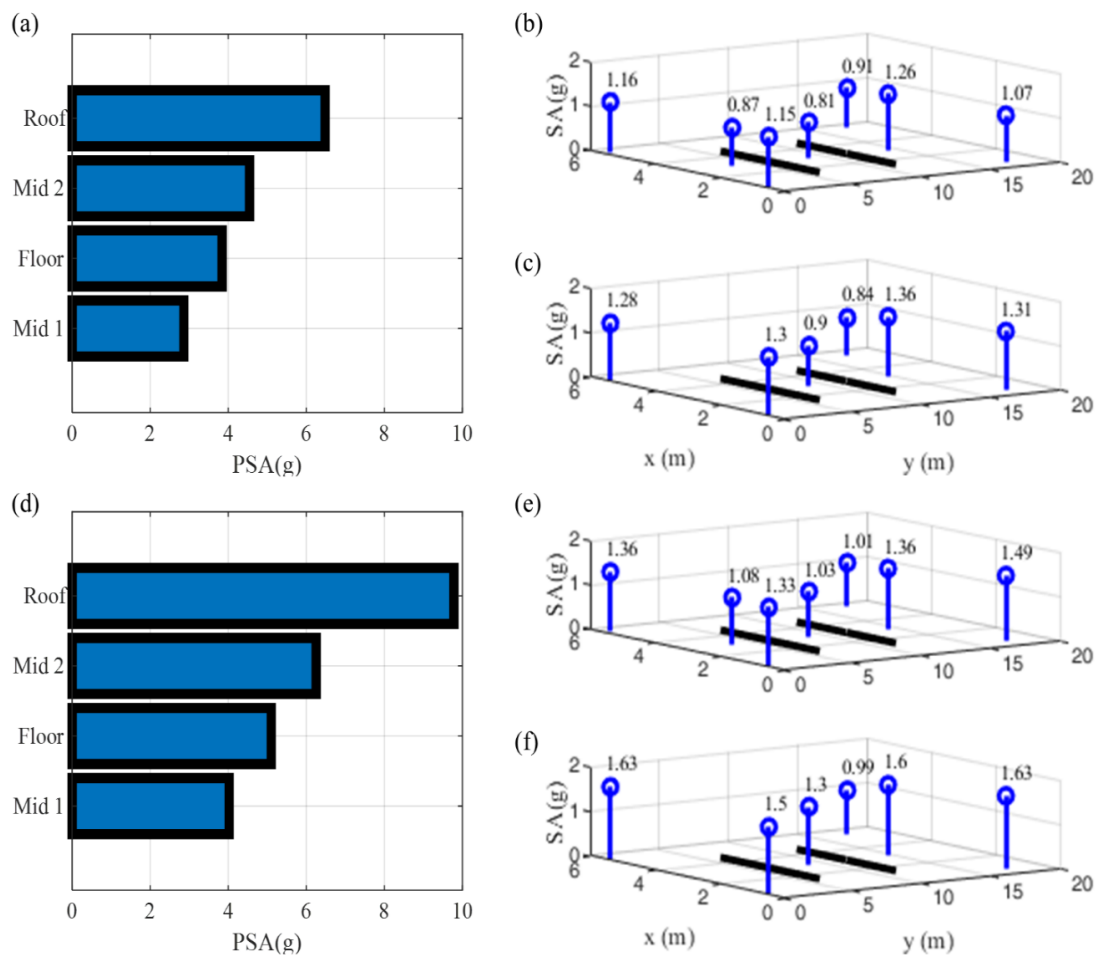 (a)
Roof
Mid 2
Floor
Mid 1
0 2 4 6 8 10
PSA(g)
(b)
SA(g)
2
1
0
1.16 0.87 1.15 0.81 0.91 1.26 1.07
6 4 2 0
0 5 10 15 20
(c)
SA(g)
2
1
0
1.28 1.3 0.9 0.84 1.36 1.31
6 4 2 0
0 5 10 15 20
x (m)
y (m)
(d)
Roof
Mid 2
Floor
Mid 1
0 2 4 6 8 10
PSA(g)
(e)
SA(g)
2
1
0
1.36 1.08 1.33 1.03 1.01 1.36 1.49
6 4 2 0
0 5 10 15 20
(f)
SA(g)
2
1
0
1.63 1.5 1.3 0.99 1.6 1.63
6 4 2 0
0 5 10 15 20
x (m)
y (m)